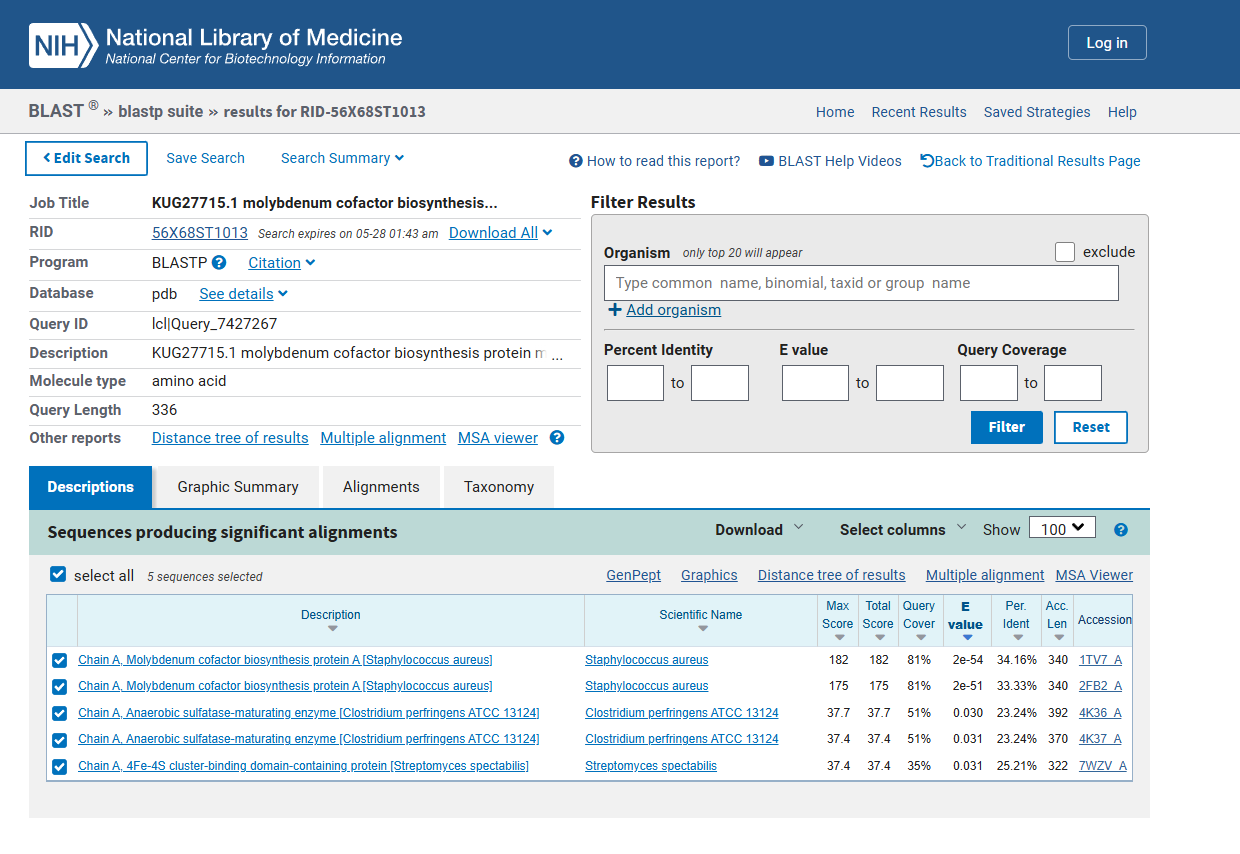 NIH National Library of Medicine
National Center for Biotechnology Information
Log in
BLAST ® » blastp suite » results for RID-56X68ST1013
Home Recent Results Saved Strategies Help
Edit Search Save Search Search Summary
How to read this report? BLAST Help Videos Back to Traditional Results Page
Job Title KUG27715.1 molybdenum cofactor biosynthesis...
RID 56X68ST1013 Search expires on 05-28 01:43 am Download All
Program BLASTP Citation
Database pdb See details
Query ID lcl|Query_7427267
Description KUG27715.1 molybdenum cofactor biosynthesis protein ...
Molecule type amino acid
Query Length 336
Other reports Distance tree of results Multiple alignment MSA viewer
Filter Results
Organism only top 20 will appear exclude
Type common name, binomial, taxid or group name
Add organism
Percent Identity E value Query Coverage
to to to
Filter Reset
Descriptions Graphic Summary Alignments Taxonomy
Sequences producing significant alignments Download Select columns Show 100
select all 5 sequences selected GenPept Graphics Distance tree of results Multiple alignment MSA Viewer
Description Scientific Name Max Score Total Score Query Cover E value Per. Ident Acc. Len Accession
Chain A, Molybdenum cofactor biosynthesis protein A [Staphylococcus aureus] Staphylococcus aureus 182 182 81% 2e-54 34.16% 340 1TV7_A
Chain A, Molybdenum cofactor biosynthesis protein A [Staphylococcus aureus] Staphylococcus aureus 175 175 81% 2e-51 33.33% 340 2FB2_A
Chain A, Anaerobic sulfatase-maturating enzyme [Clostridium perfringens ATCC 13124] Clostridium perfringens ATCC 13124 37.7 37.7 51% 0.030 23.24% 392 4K36_A
Chain A, Anaerobic sulfatase-maturating enzyme [Clostridium perfringens ATCC 13124] Clostridium perfringens ATCC 13124 37.4 37.4 51% 0.031 23.24% 370 4K37_A
Chain A, 4Fe-4S cluster-binding domain-containing protein [Streptomyces spectabilis] Streptomyces spectabilis 37.4 37.4 35% 0.031 25.21% 322 7WZV_A